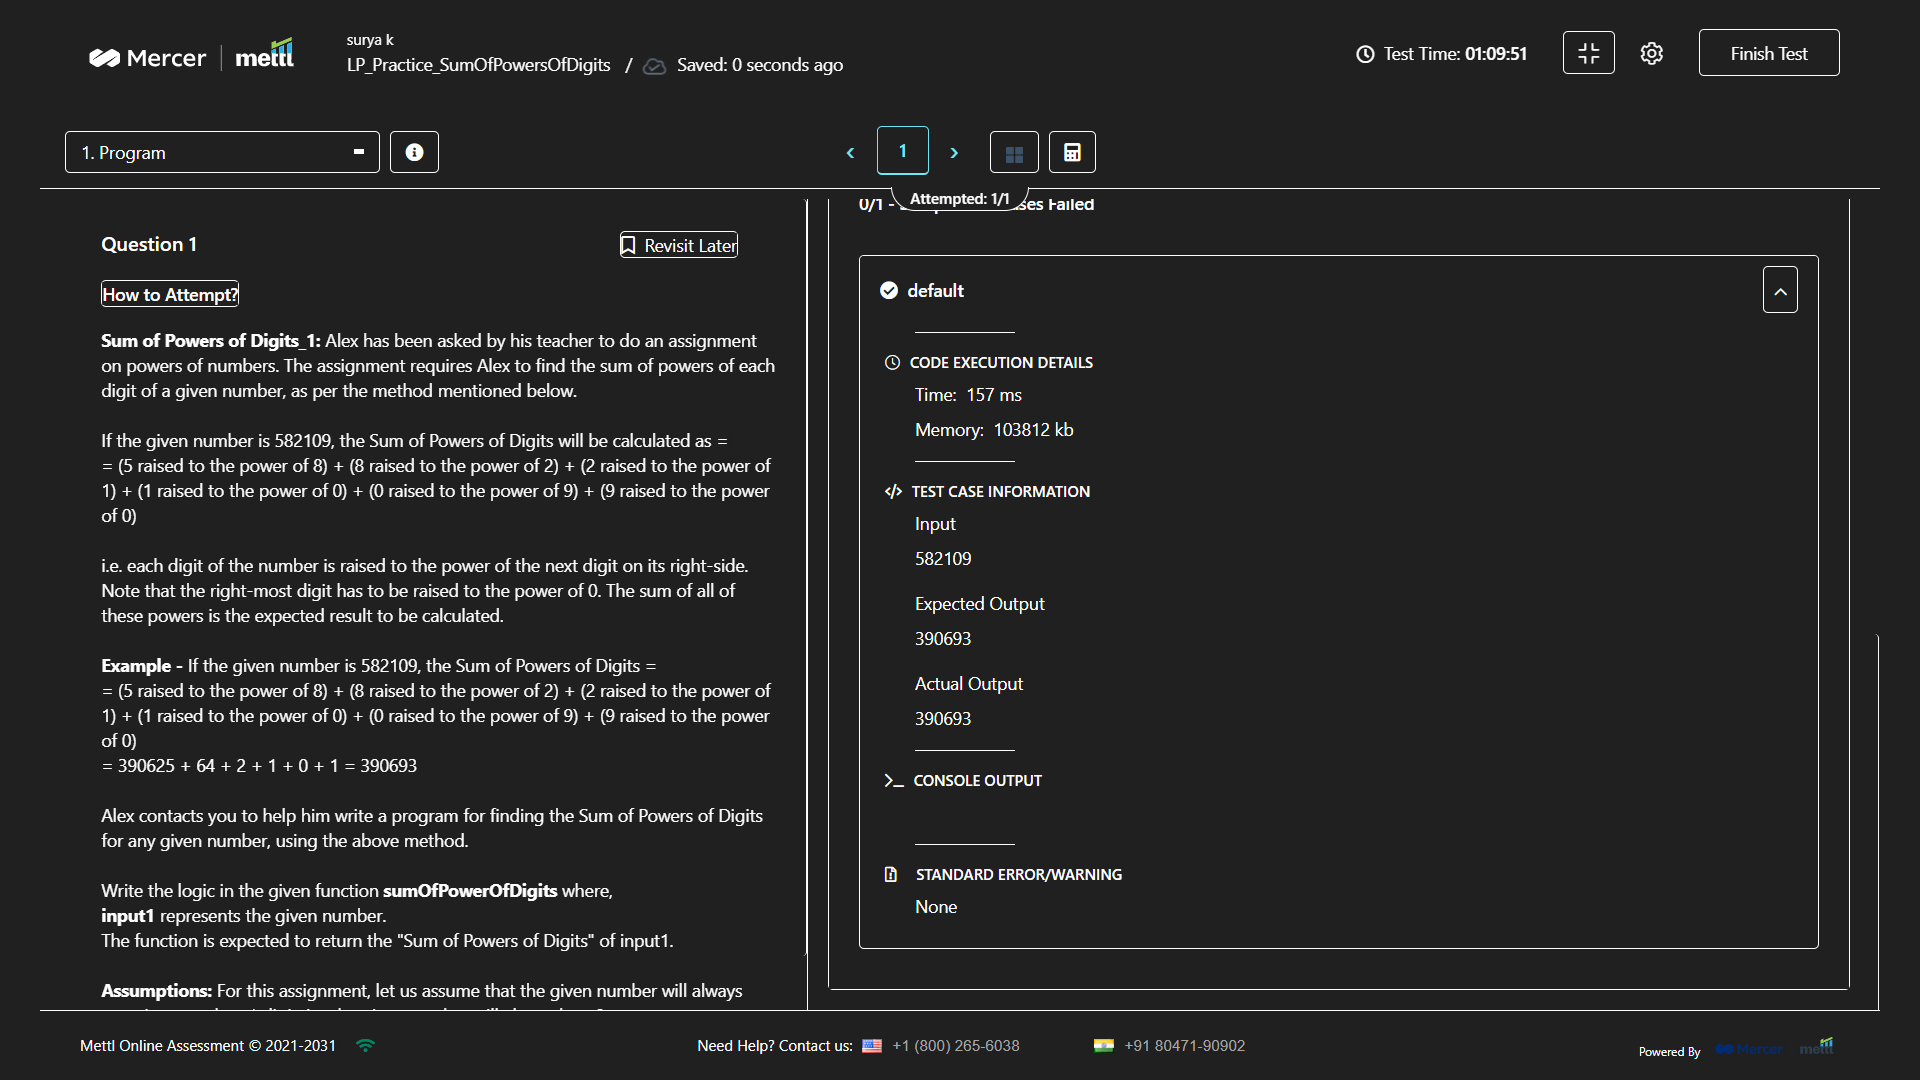 Mercer | mettl
surya k
LP_Practice_SumOfPowersOfDigits / Saved: 0 seconds ago
Test Time: 01:09:51
Finish Test
1. Program
1
Attempted: 1/1
Question 1
Revisit Later
How to Attempt?
Sum of Powers of Digits_1: Alex has been asked by his teacher to do an assignment
on powers of numbers. The assignment requires Alex to find the sum of powers of each
digit of a given number, as per the method mentioned below.
If the given number is 582109, the Sum of Powers of Digits will be calculated as =
= (5 raised to the power of 8) + (8 raised to the power of 2) + (2 raised to the power of
1) + (1 raised to the power of 0) + (0 raised to the power of 9) + (9 raised to the power
of 0)
i.e. each digit of the number is raised to the power of the next digit on its right-side.
Note that the right-most digit has to be raised to the power of 0. The sum of all of
these powers is the expected result to be calculated.
Example - If the given number is 582109, the Sum of Powers of Digits =
= (5 raised to the power of 8) + (8 raised to the power of 2) + (2 raised to the power of
1) + (1 raised to the power of 0) + (0 raised to the power of 9) + (9 raised to the power
of 0)
= 390625 + 64 + 2 + 1 + 0 + 1 = 390693
Alex contacts you to help him write a program for finding the Sum of Powers of Digits
for any given number, using the above method.
Write the logic in the given function sumOfPowerOfDigits where,
input1 represents the given number.
The function is expected to return the "Sum of Powers of Digits" of input1.
Assumptions: For this assignment, let us assume that the given number will always
0/1 - Failed
default
CODE EXECUTION DETAILS
Time: 157 ms
Memory: 103812 kb
</> TEST CASE INFORMATION
Input
582109
Expected Output
390693
Actual Output
390693
CONSOLE OUTPUT
STANDARD ERROR/WARNING
None
Mettl Online Assessment © 2021-2031
Need Help? Contact us: +1 (800) 265-6038
+91 80471-90902
Powered By Mercer mettl